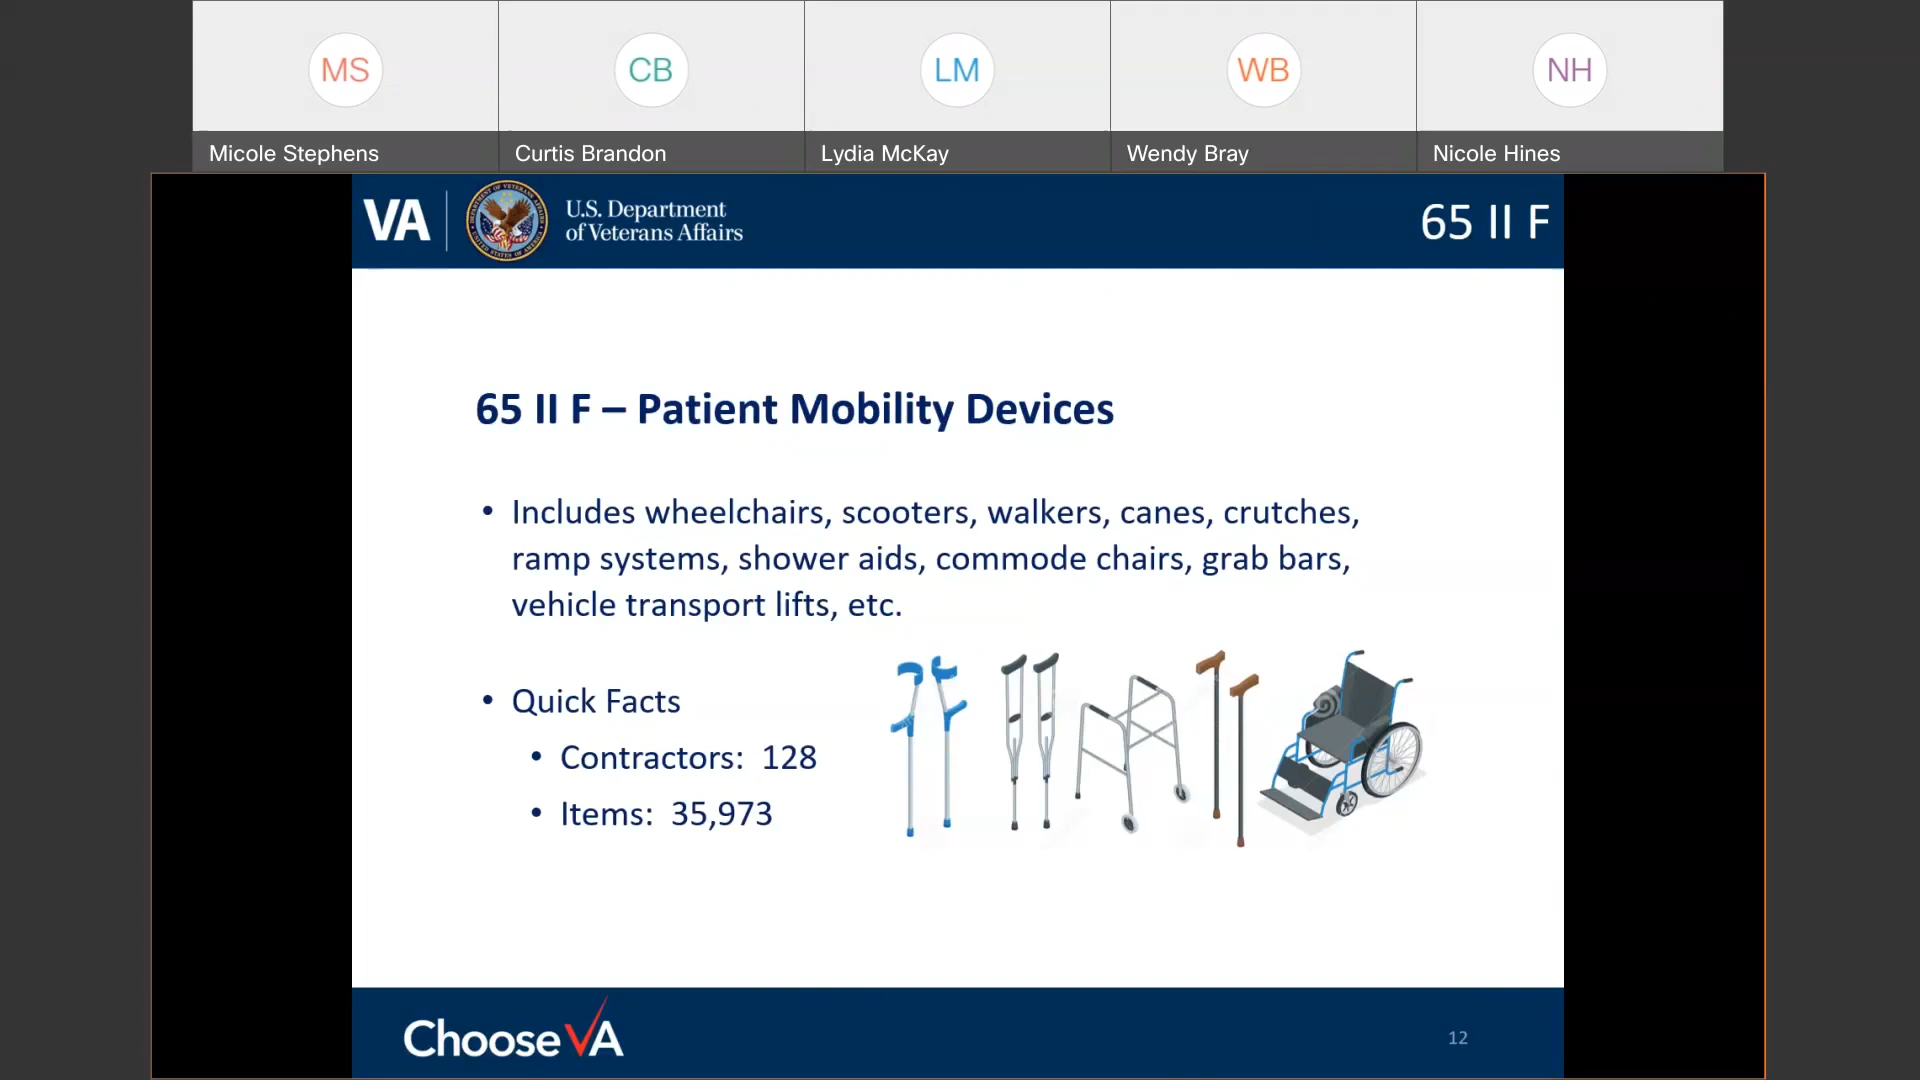 MS
CB
LM
WB
NH
Micole Stephens
Curtis Brandon
Lydia McKay
Wendy Bray
Nicole Hines
VA
U.S. Department
of Veterans Affairs
65 II F
65 II F – Patient Mobility Devices
• Includes wheelchairs, scooters, walkers, canes, crutches,
ramp systems, shower aids, commode chairs, grab bars,
vehicle transport lifts, etc.
• Quick Facts
• Contractors: 128
• Items: 35,973
Choose VA
12